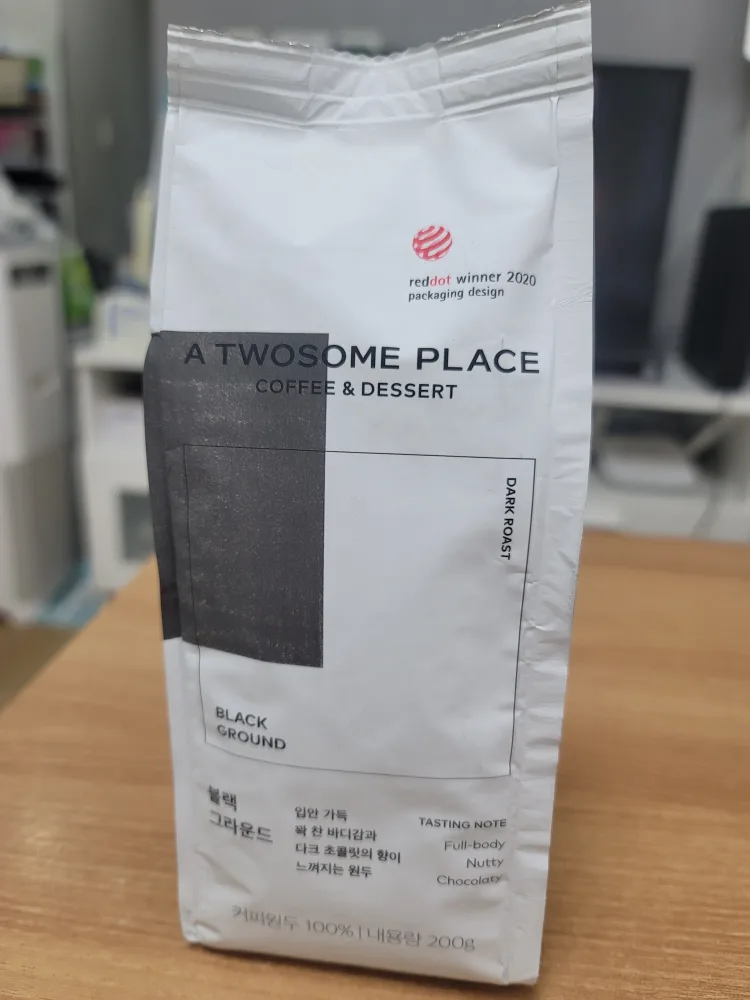 reddot winner 2020
packaging design
A TWOSOME PLACE
COFFEE & DESSERT
DARK ROAST
BLACK
GROUND
블랙
그라운드
입안 가득
꽉 찬 바디감과
다크 초콜릿의 향이
느껴지는 원두
TASTING NOTE
Full-body
Nutty
Chocolaty
커피원두 100% | 내용량 200g